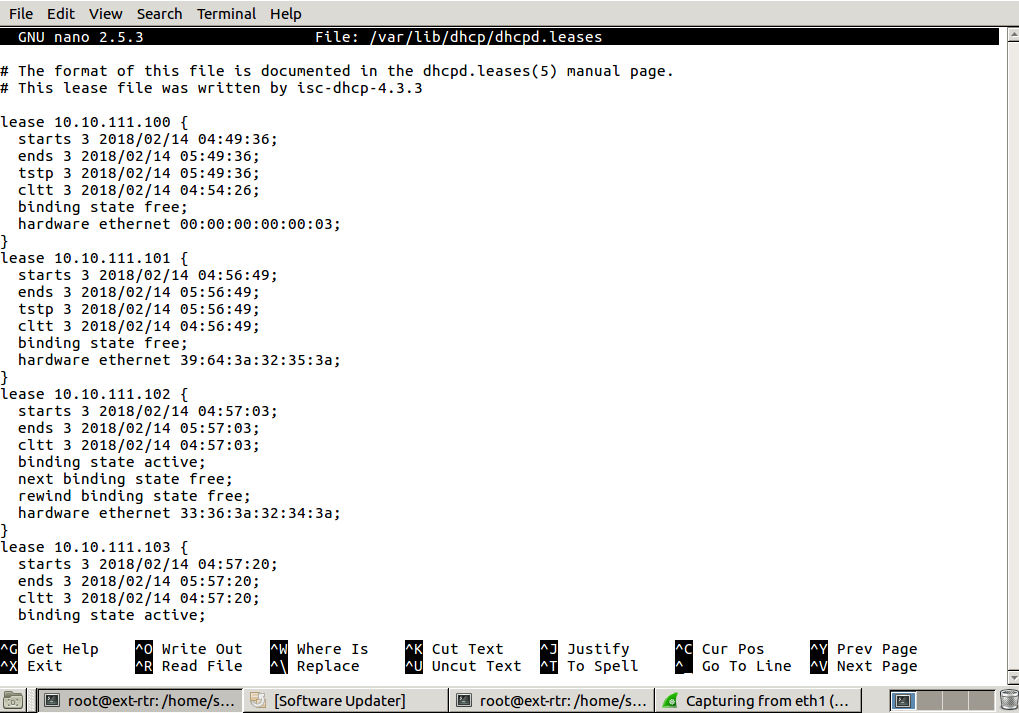 File Edit View Search Terminal Help
GNU nano 2.5.3 File: /var/lib/dhcp/dhcpd.leases
# The format of this file is documented in the dhcpd.leases(5) manual page.
# This lease file was written by isc-dhcp-4.3.3
lease 10.10.111.100 {
starts 3 2018/02/14 04:49:36;
ends 3 2018/02/14 05:49:36;
tstp 3 2018/02/14 05:49:36;
cltt 3 2018/02/14 04:54:26;
binding state free;
hardware ethernet 00:00:00:00:00:03;
}
lease 10.10.111.101 {
starts 3 2018/02/14 04:56:49;
ends 3 2018/02/14 05:56:49;
tstp 3 2018/02/14 05:56:49;
cltt 3 2018/02/14 04:56:49;
binding state free;
hardware ethernet 39:64:3a:32:35:3a;
}
lease 10.10.111.102 {
starts 3 2018/02/14 04:57:03;
ends 3 2018/02/14 05:57:03;
cltt 3 2018/02/14 04:57:03;
binding state active;
next binding state free;
rewind binding state free;
hardware ethernet 33:36:3a:32:34:3a;
}
lease 10.10.111.103 {
starts 3 2018/02/14 04:57:20;
ends 3 2018/02/14 05:57:20;
cltt 3 2018/02/14 04:57:20;
binding state active;
^G Get Help ^O Write Out ^W Where Is ^K Cut Text ^J Justify ^C Cur Pos ^Y Prev Page
^X Exit ^R Read File ^\ Replace ^U Uncut Text ^T To Spell ^_ Go To Line ^V Next Page
root@ext-rtr: /home/s... [Software Updater] root@ext-rtr: /home/s... Capturing from eth1 (...